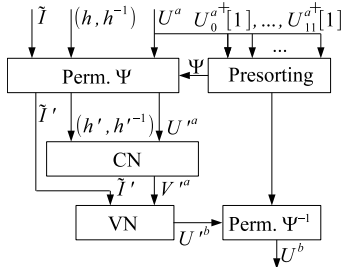 Ĩ (h, h⁻¹) Uᵃ U₀ᵃ⁺[1], ..., U₁₁ᵃ⁺[1]
...
Perm. Ψ Ψ Presorting
Ĩ ' (h', h'⁻¹) U'ᵃ
CN
Ĩ ' V'ᵃ
VN U'ᵇ Perm. Ψ⁻¹
Uᵇ